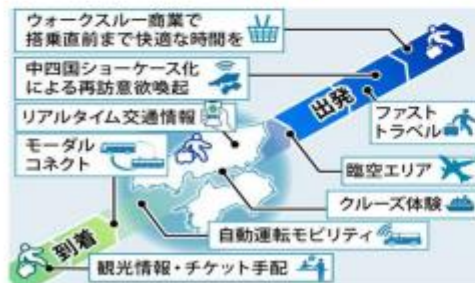 ウォークスルー商業で
搭乗直前まで快適な時間を
中四国ショーケース化
による再訪意欲喚起
リアルタイム交通情報
モーダル
コネクト
出発
ファスト
トラベル
臨空エリア
クルーズ体験
自動運転モビリティ
到着
観光情報・チケット手配